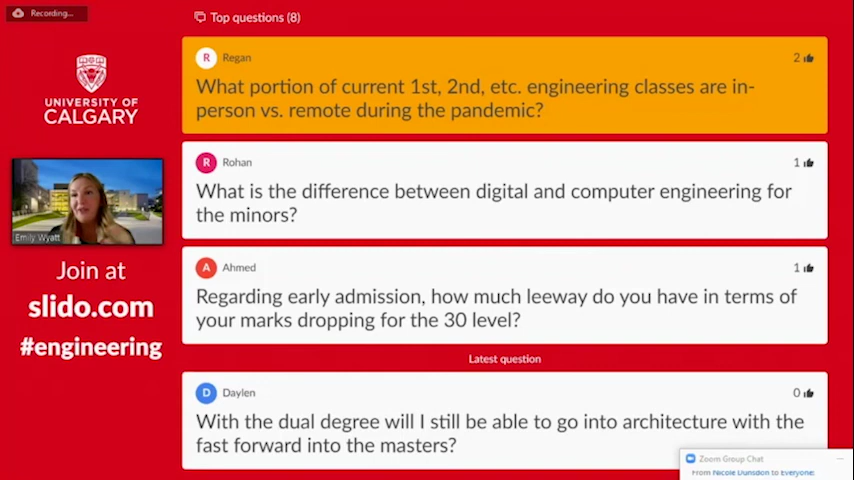 Recording...
Top questions (8)
UNIVERSITY OF
CALGARY
R Regan 2
What portion of current 1st, 2nd, etc. engineering classes are in-
person vs. remote during the pandemic?
R Rohan 1
What is the difference between digital and computer engineering for
the minors?
Emily Wyatt
A Ahmed 1
Regarding early admission, how much leeway do you have in terms of
your marks dropping for the 30 level?
Join at
slido.com
#engineering
Latest question
D Daylen 0
With the dual degree will I still be able to go into architecture with the
fast forward into the masters?
Zoom Group Chat
From Nicole Dunsdon to Everyone: